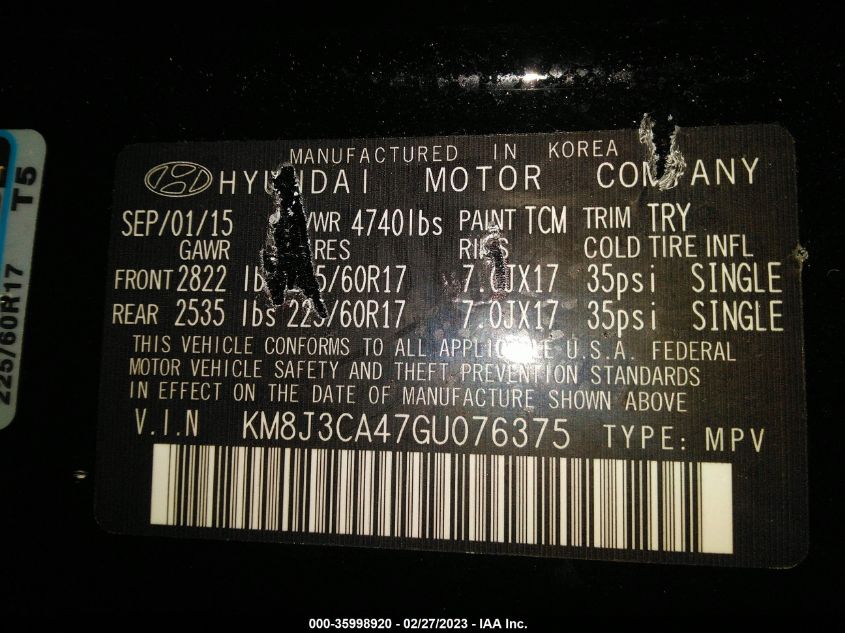 MANUFACTURED IN KOREA
HYUNDAI MOTOR COMPANY
SEP/01/15 /WR 4740lbs PAINT TCM TRIM TRY
GAWR RES RIMS COLD TIRE INFL
FRONT 2822 lb 5/60R17 7.0JX17 35psi SINGLE
REAR 2535 lbs 225/60R17 7.0JX17 35psi SINGLE
THIS VEHICLE CONFORMS TO ALL APPLICABLE U.S.A. FEDERAL
MOTOR VEHICLE SAFETY AND THEFT PREVENTION STANDARDS
IN EFFECT ON THE DATE OF MANUFACTURE SHOWN ABOVE
V.I.N KM8J3CA47GU076375 TYPE: MPV
225/60R17 T5
000-35998920 - 02/27/2023 - IAA Inc.